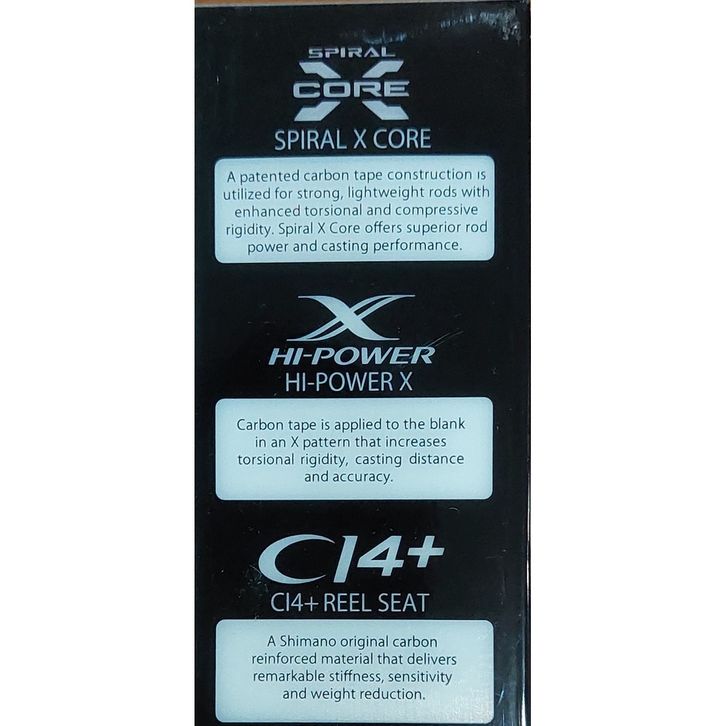 SPIRAL
X
CORE
SPIRAL X CORE
A patented carbon tape construction is
utilized for strong, lightweight rods with
enhanced torsional and compressive
rigidity. Spiral X Core offers superior rod
power and casting performance.
X
HI-POWER
HI-POWER X
Carbon tape is applied to the blank
in an X pattern that increases
torsional rigidity, casting distance
and accuracy.
CI4+
CI4+ REEL SEAT
A Shimano original carbon
reinforced material that delivers
remarkable stiffness, sensitivity
and weight reduction.